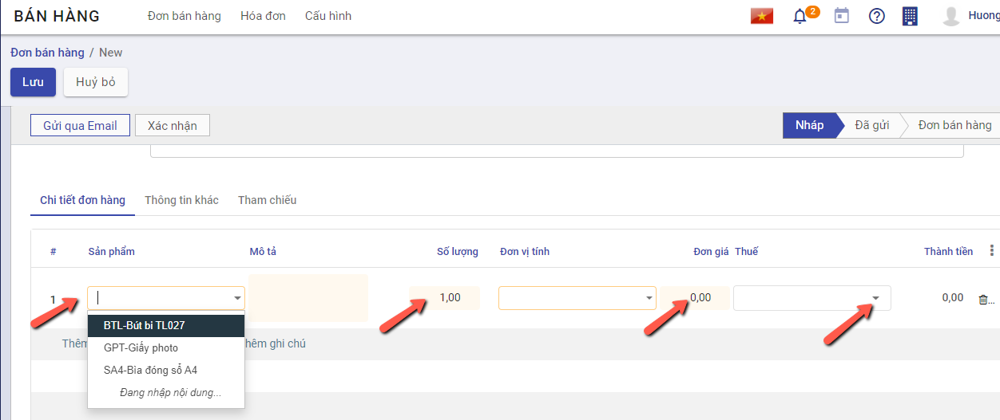 BÁN HÀNG Đơn bán hàng Hóa đơn Cấu hình 2 Huong
Đơn bán hàng / New
Lưu Huỷ bỏ
Gửi qua Email Xác nhận Nháp Đã gửi Đơn bán hàng
Chi tiết đơn hàng Thông tin khác Tham chiếu
# Sản phẩm Mô tả Số lượng Đơn vị tính Đơn giá Thuế Thành tiền
1 1,00 0,00 0,00
BTL-Bút bi TL027
ghi chú
GPT-Giấy photo
SA4-Bìa đóng sổ A4
Đang nhập nội dung...